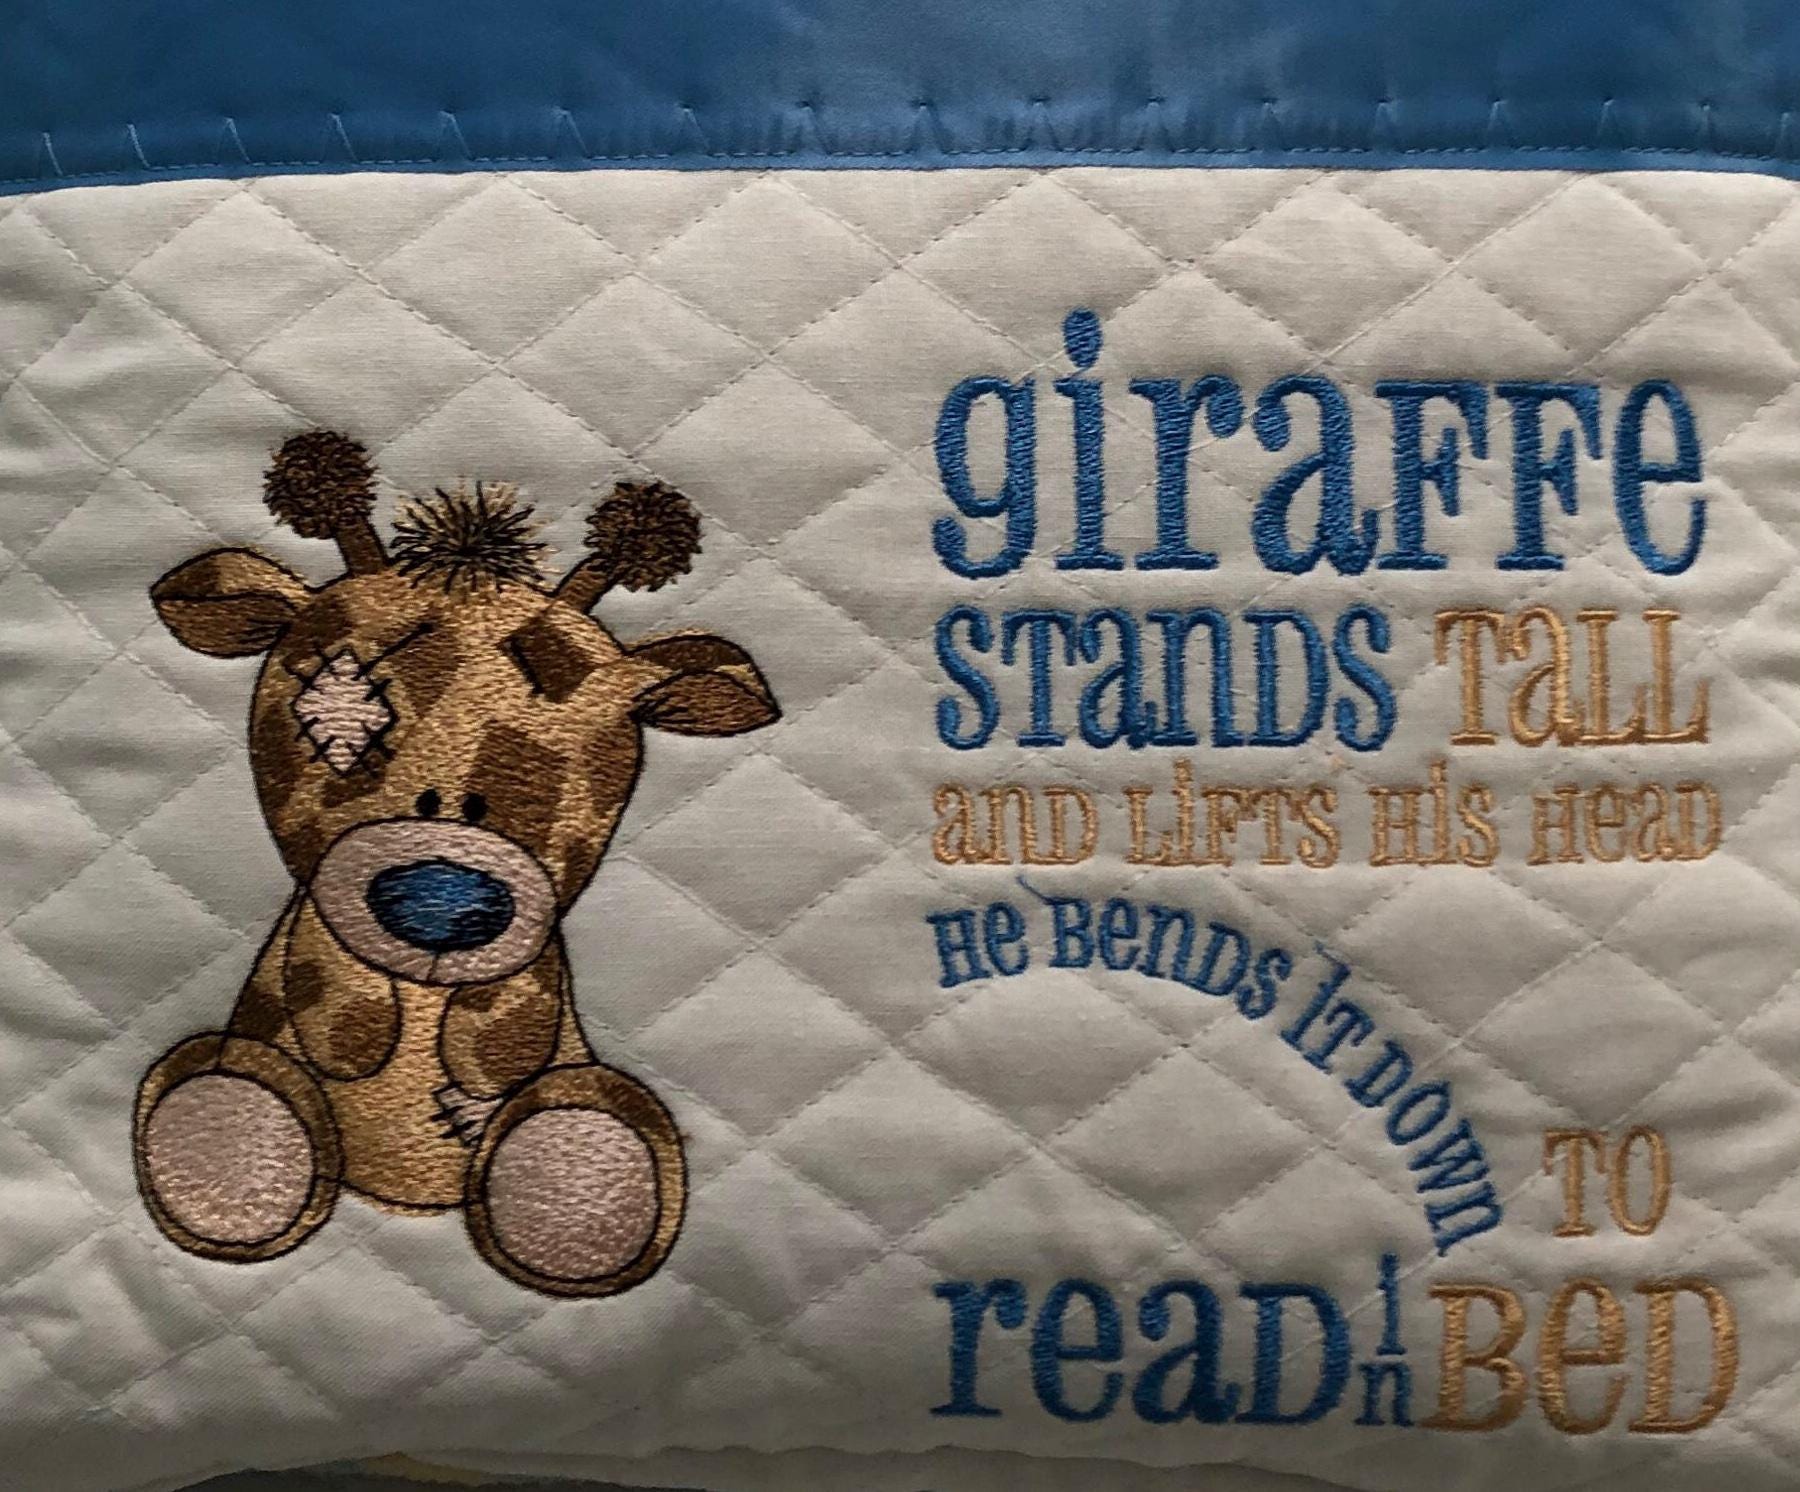 giraFFe
STanDS TaLL
anD LiFTS HiS HeaD
He BenDS iT DOWn
TO
reaD in BeD